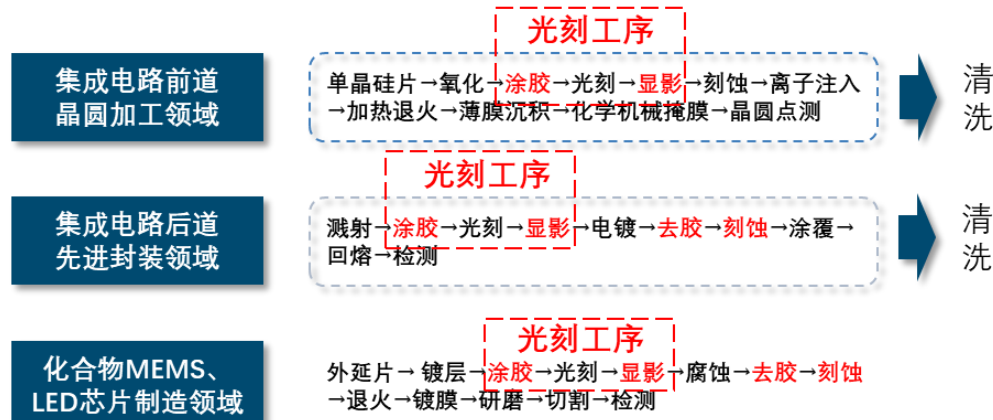 光刻工序
集成电路前道
晶圆加工领域
单晶硅片→氧化→涂胶→光刻→显影→刻蚀→离子注入
→加热退火→薄膜沉积→化学机械掩膜→晶圆点测
清
洗
光刻工序
集成电路后道
先进封装领域
溅射→涂胶→光刻→显影→电镀→去胶→刻蚀→涂覆→
回熔→检测
清
洗
光刻工序
化合物MEMS、
LED芯片制造领域
外延片→镀层→涂胶→光刻→显影→腐蚀→去胶→刻蚀
→退火→镀膜→研磨→切割→检测